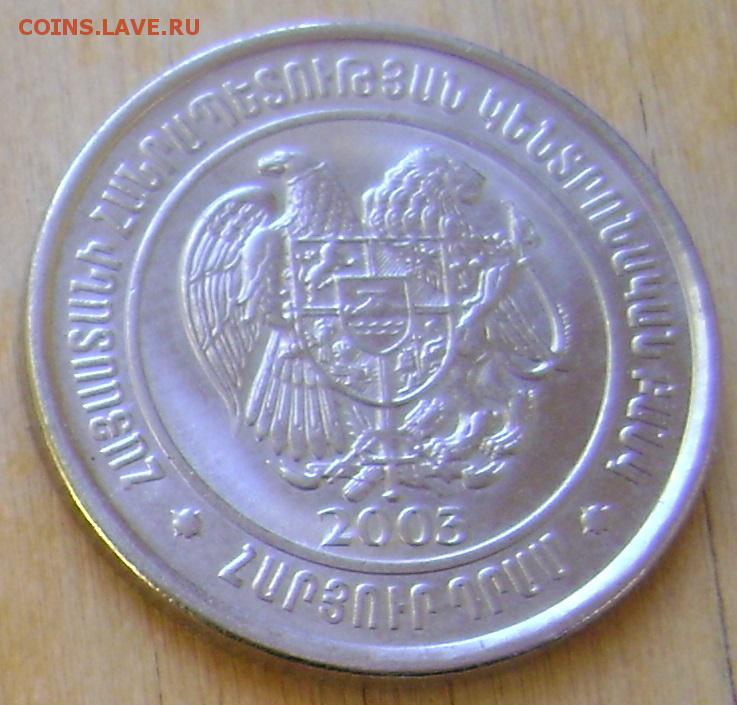 COINS.LAVE.RU
ՀԱՅԱՍՏԱՆԻ ՀԱՆՐԱՊԵՏՈՒԹՅԱՆ ԿԵՆՏՐՈՆԱԿԱՆ ԲԱՆԿ
2003
ՀԱՐՅՈՒՐ ԴՐԱՄ